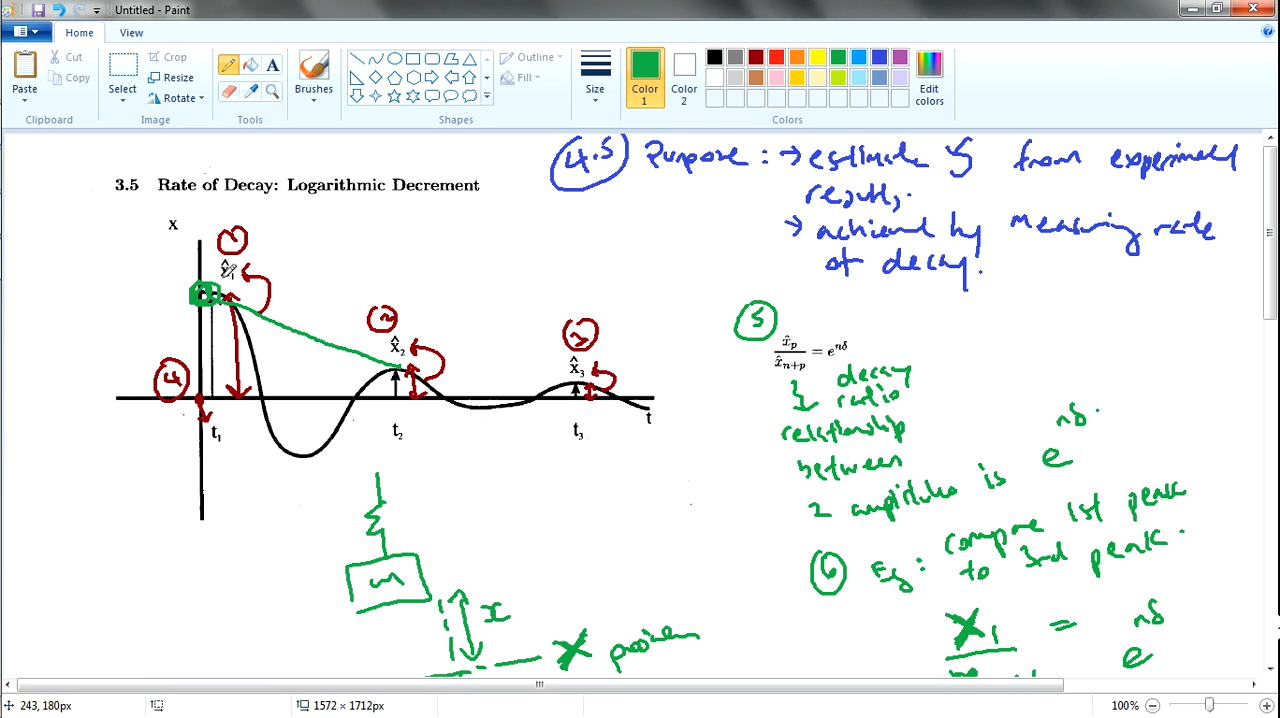 Untitled - Paint
Home View
Paste
Cut
Copy
Clipboard
Select
Crop
Resize
Rotate
Image
Tools
Brushes
Shapes
Outline
Fill
Size
Color 1
Color 2
Edit colors
Colors
3.5 Rate of Decay: Logarithmic Decrement
x
1
x̂₁
2
x̂₂
3
x̂₃
4
t₁
t₂
t₃
t
m
x
x position
4.5 Purpose : → estimate ζ from experiment
results.
→ achieved by measuring rate
of decay.
5
x̂p / x̂n+p = e^nδ
decay
ratio
relationship
between
2 amplitudes is e^nδ.
6 Eg : compare 1st peak
to 3rd peak.
x₁ = e^nδ
243, 180px
1572 × 1712px
100%